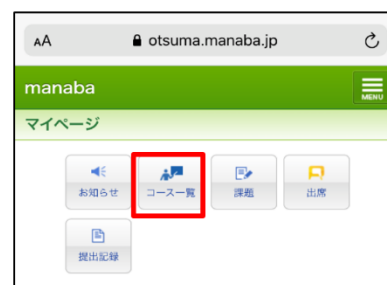 AA otsuma.manaba.jp
manaba
MENU
マイページ
お知らせ コース一覧 課題 出席
提出記録